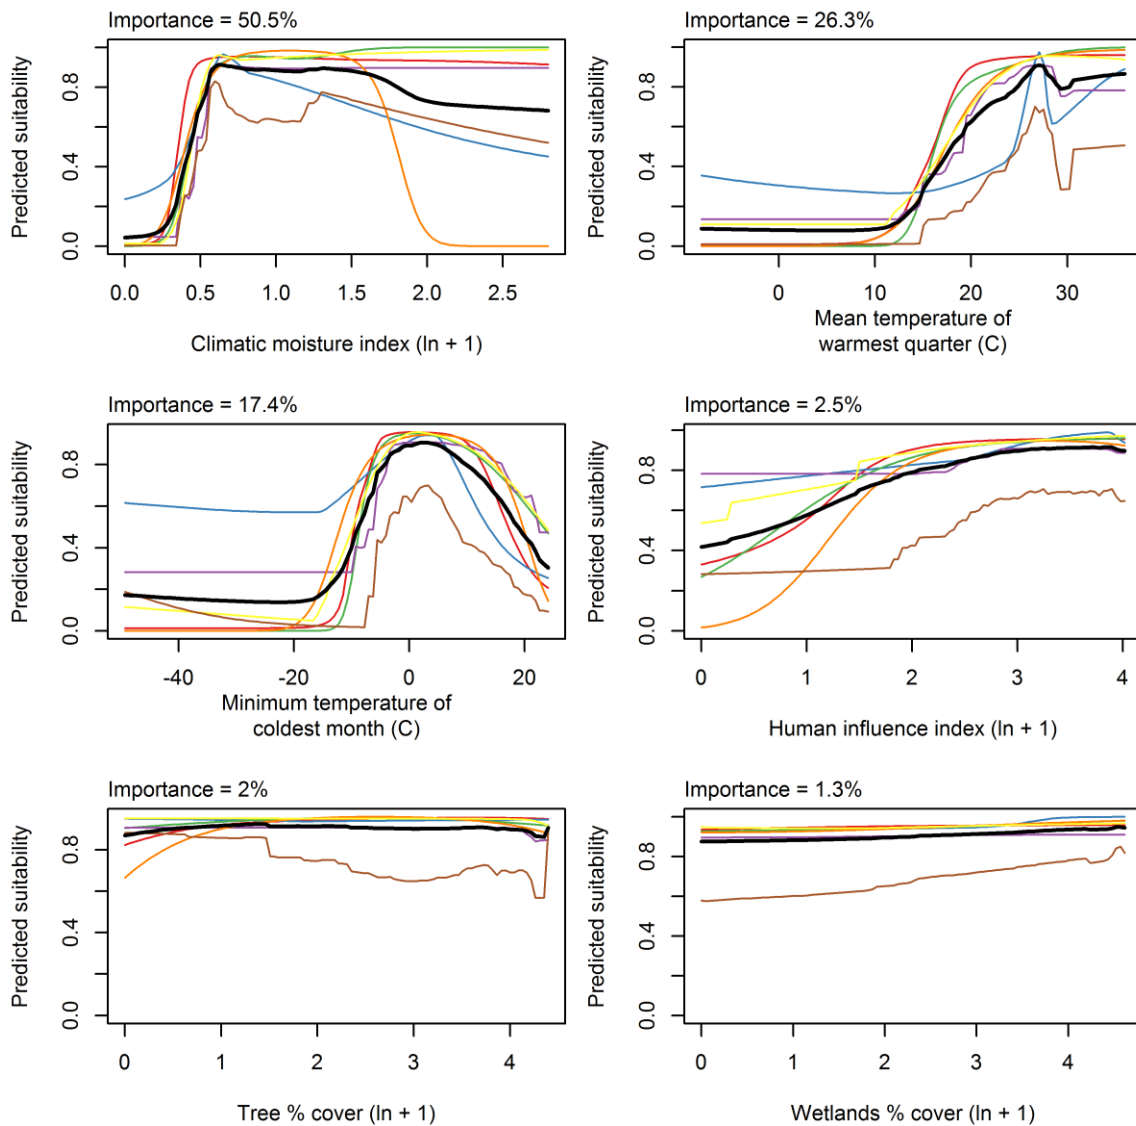 Importance = 50.5%
Predicted suitability
0.0 0.4 0.8
0.0 0.5 1.0 1.5 2.0 2.5
Climatic moisture index (ln + 1)
Importance = 26.3%
Predicted suitability
0.0 0.4 0.8
0 10 20 30
Mean temperature of
warmest quarter (C)
Importance = 17.4%
Predicted suitability
0.0 0.4 0.8
-40 -20 0 20
Minimum temperature of
coldest month (C)
Importance = 2.5%
Predicted suitability
0.0 0.4 0.8
0 1 2 3 4
Human influence index (ln + 1)
Importance = 2%
Predicted suitability
0.0 0.4 0.8
0 1 2 3 4
Tree % cover (ln + 1)
Importance = 1.3%
Predicted suitability
0.0 0.4 0.8
0 1 2 3 4
Wetlands % cover (ln + 1)